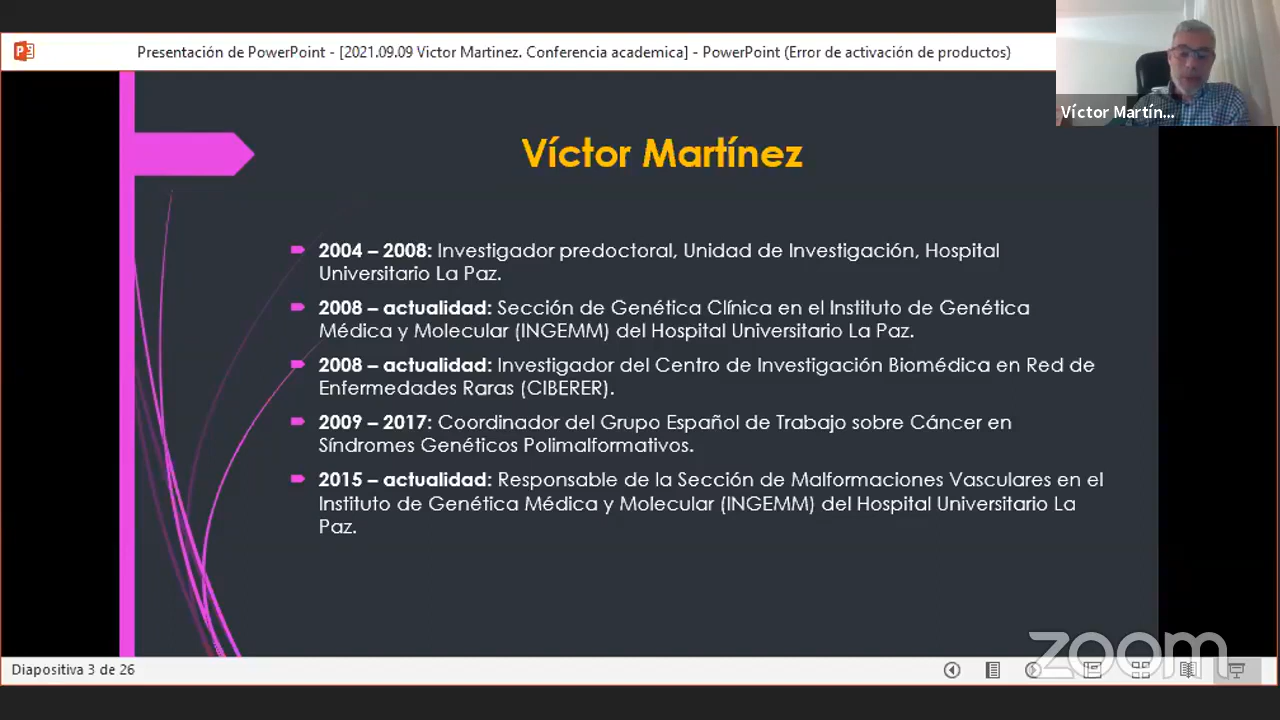 Presentación de PowerPoint - [2021.09.09 Victor Martinez. Conferencia academica] - PowerPoint (Error de activación de productos)
Víctor Martín...
Víctor Martínez
2004 – 2008: Investigador predoctoral, Unidad de Investigación, Hospital
Universitario La Paz.
2008 – actualidad: Sección de Genética Clínica en el Instituto de Genética
Médica y Molecular (INGEMM) del Hospital Universitario La Paz.
2008 – actualidad: Investigador del Centro de Investigación Biomédica en Red de
Enfermedades Raras (CIBERER).
2009 – 2017: Coordinador del Grupo Español de Trabajo sobre Cáncer en
Síndromes Genéticos Polimalformativos.
2015 – actualidad: Responsable de la Sección de Malformaciones Vasculares en el
Instituto de Genética Médica y Molecular (INGEMM) del Hospital Universitario La
Paz.
Diapositiva 3 de 26
zoom